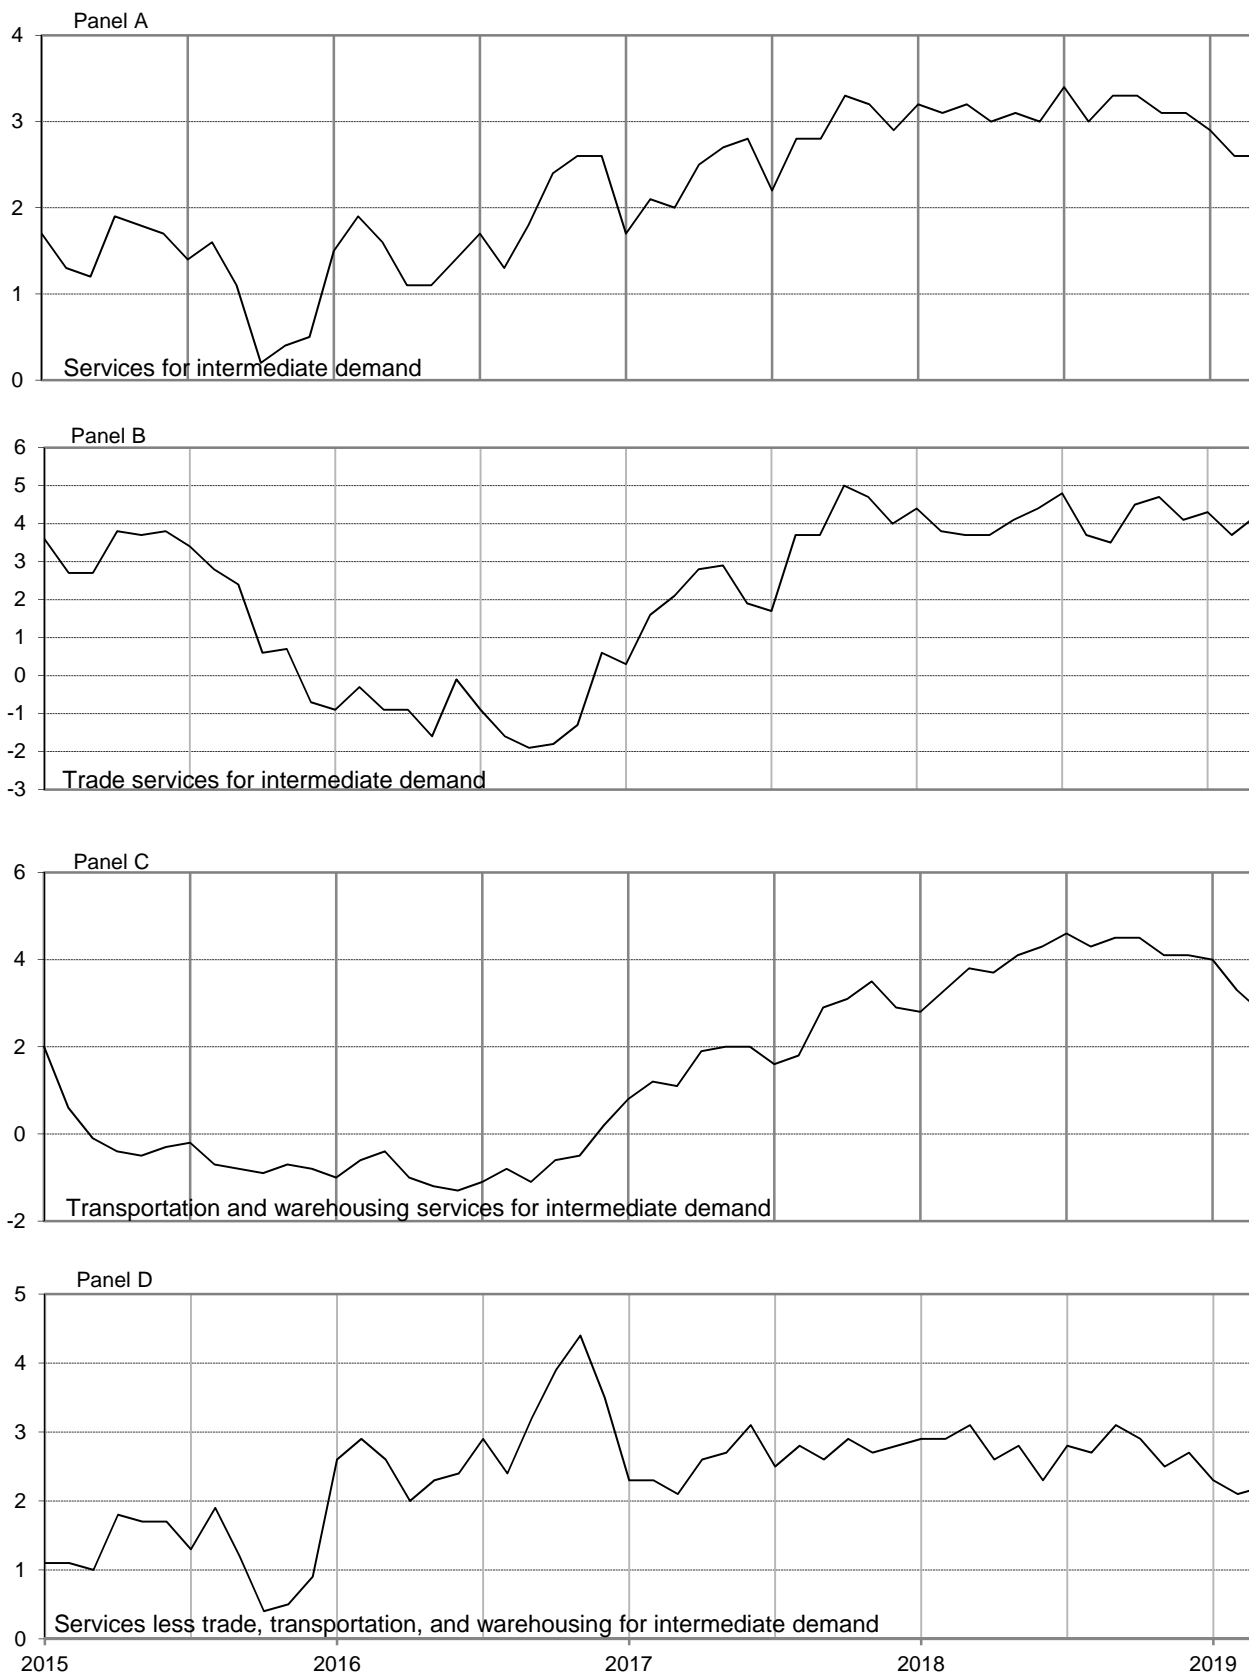 Panel A
4
3
2
1
0
Services for intermediate demand
Panel B
6
5
4
3
2
1
0
-1
-2
-3
Trade services for intermediate demand
Panel C
6
4
2
0
-2
Transportation and warehousing services for intermediate demand
Panel D
5
4
3
2
1
0
Services less trade, transportation, and warehousing for intermediate demand
2015 2016 2017 2018 2019